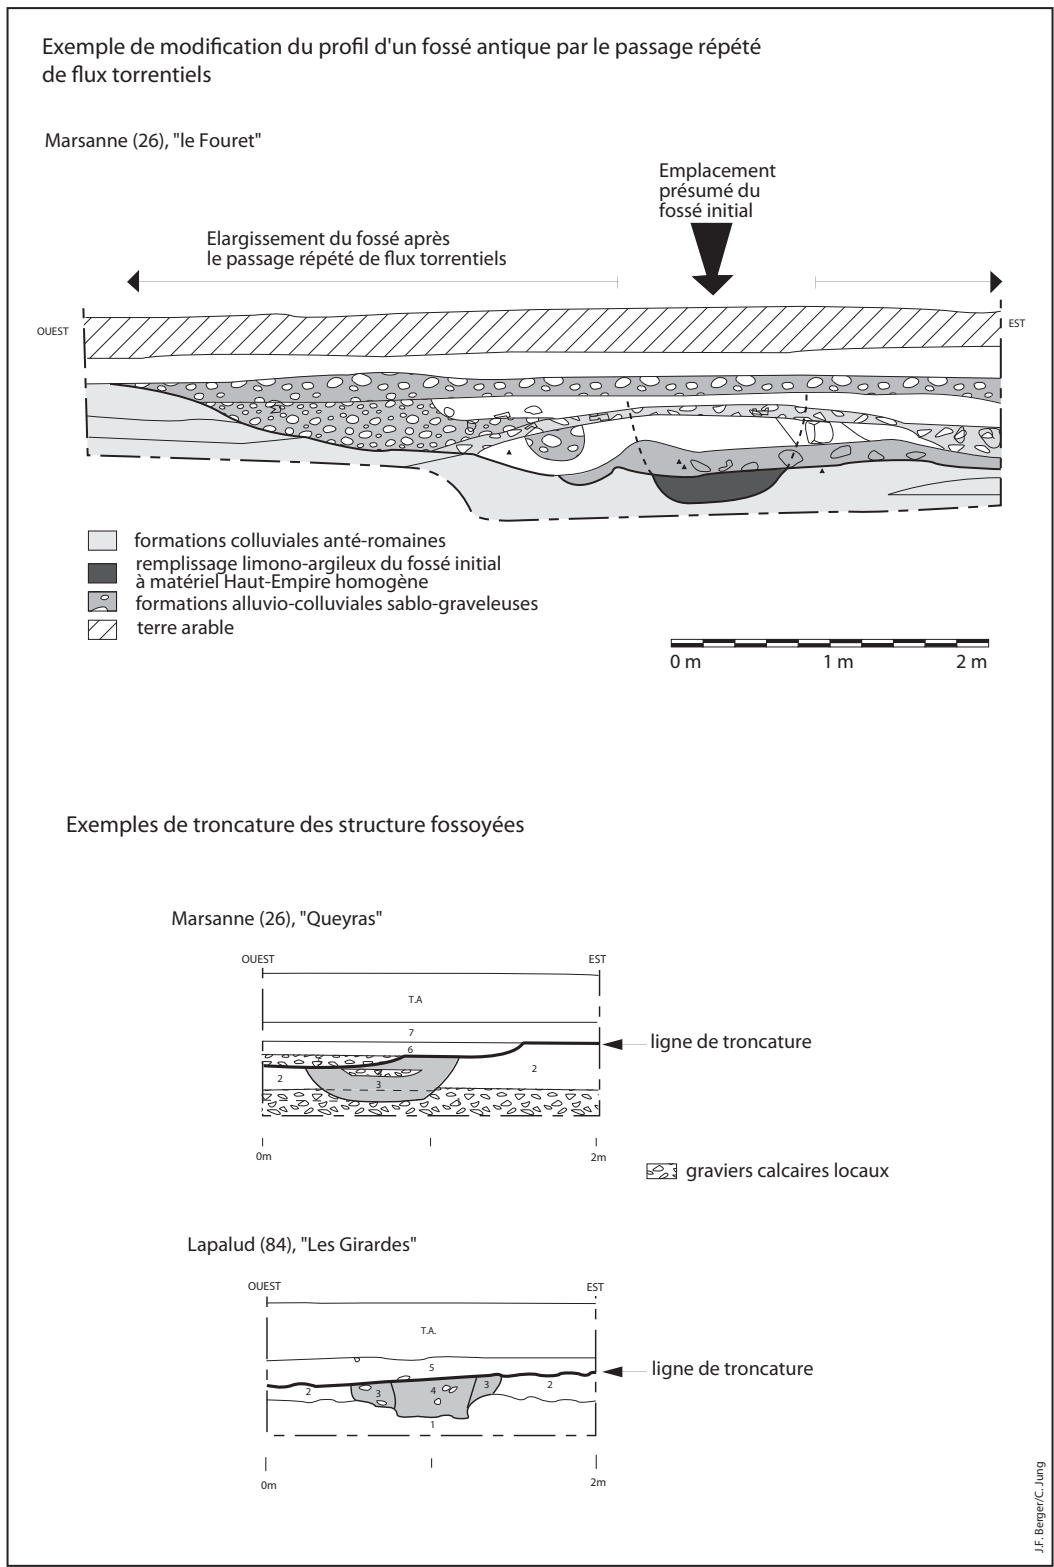 Exemple de modification du profil d'un fossé antique par le passage répété
de flux torrentiels
Marsanne (26), "le Fouret"
Emplacement
présumé du
fossé initial
Elargissement du fossé après
le passage répété de flux torrentiels
OUEST
EST
formations colluviales anté-romaines
remplissage limono-argileux du fossé initial
à matériel Haut-Empire homogène
formations alluvio-colluviales sablo-graveleuses
terre arable
0 m 1 m 2 m
Exemples de troncature des structure fossoyées
Marsanne (26), "Queyras"
OUEST EST
T.A
7
ligne de troncature
6
2
2
3
0m 2m
graviers calcaires locaux
Lapalud (84), "Les Girardes"
OUEST EST
T.A.
5
ligne de troncature
2 3 4 3 2
1
0m 2m
J.F. Berger/C. Jung